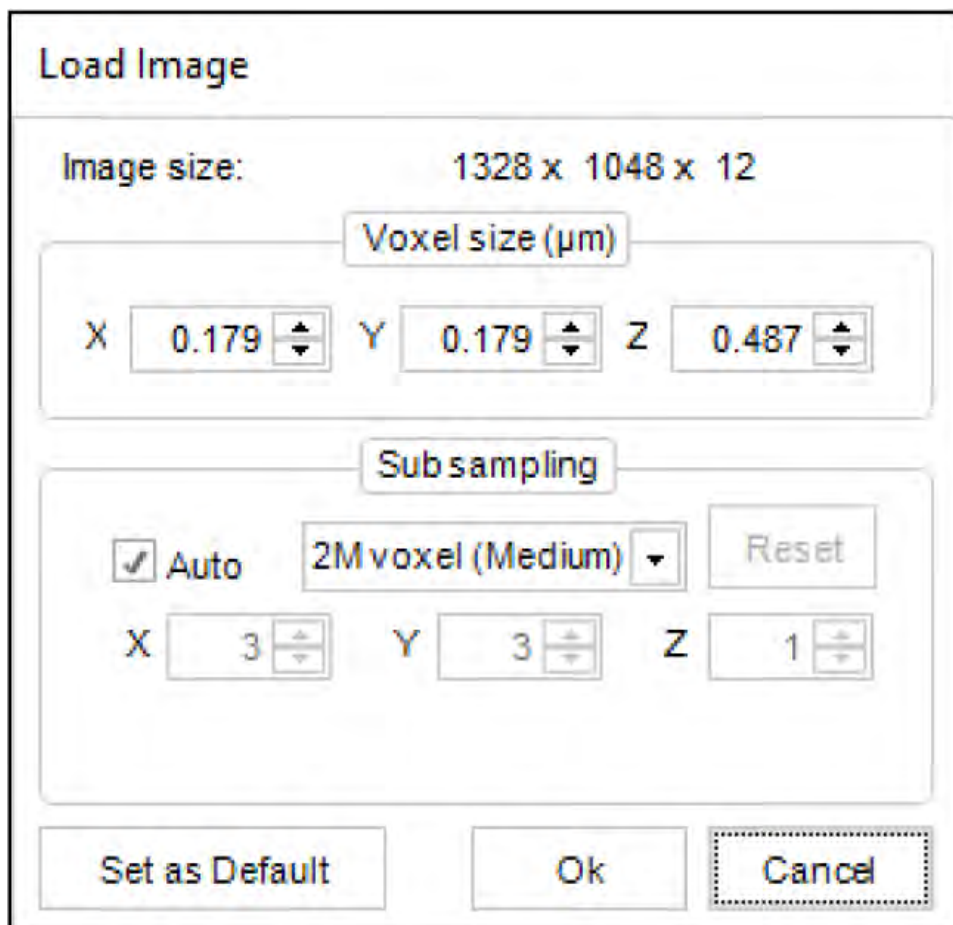 Load Image
Image size: 1328 x 1048 x 12
Voxel size (µm)
X 0.179 Y 0.179 Z 0.487
Sub sampling
Auto 2M voxel (Medium) Reset
X 3 Y 3 Z 1
Set as Default Ok Cancel